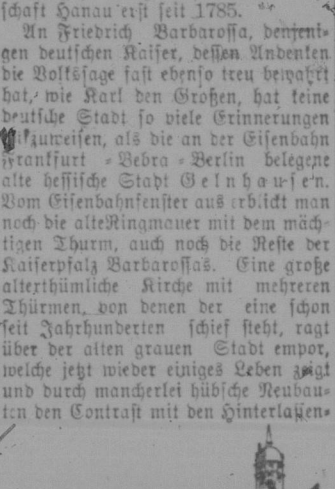 schaft Hanau erst seit 1785.
An Friedrich Barbarossa, denjeni-
gen deutschen Kaiser, dessen Andenken
die Volkssage fast ebenso treu bewahrt
hat, wie Karl den Großen, hat keine
deutsche Stadt so viele Erinnerungen
aufzuweisen, als die an der Eisenbahn
Frankfurt-Bebra-Berlin belegene
alte hessische Stadt Gelnhausen.
Vom Eisenbahnfenster aus erblickt man
noch die alte Ringmauer mit dem mäch-
tigen Thurm, auch noch die Reste der
Kaiserpfalz Barbarossas. Eine große
alterthümliche Kirche mit mehreren
Thürmen, von denen der eine schon
seit Jahrhunderten schief steht, ragt
über der alten grauen Stadt empor,
welche jetzt wieder einiges Leben zeigt
und durch mancherlei hübsche Neubau-
ten den Contrast mit den Hinterlassen-